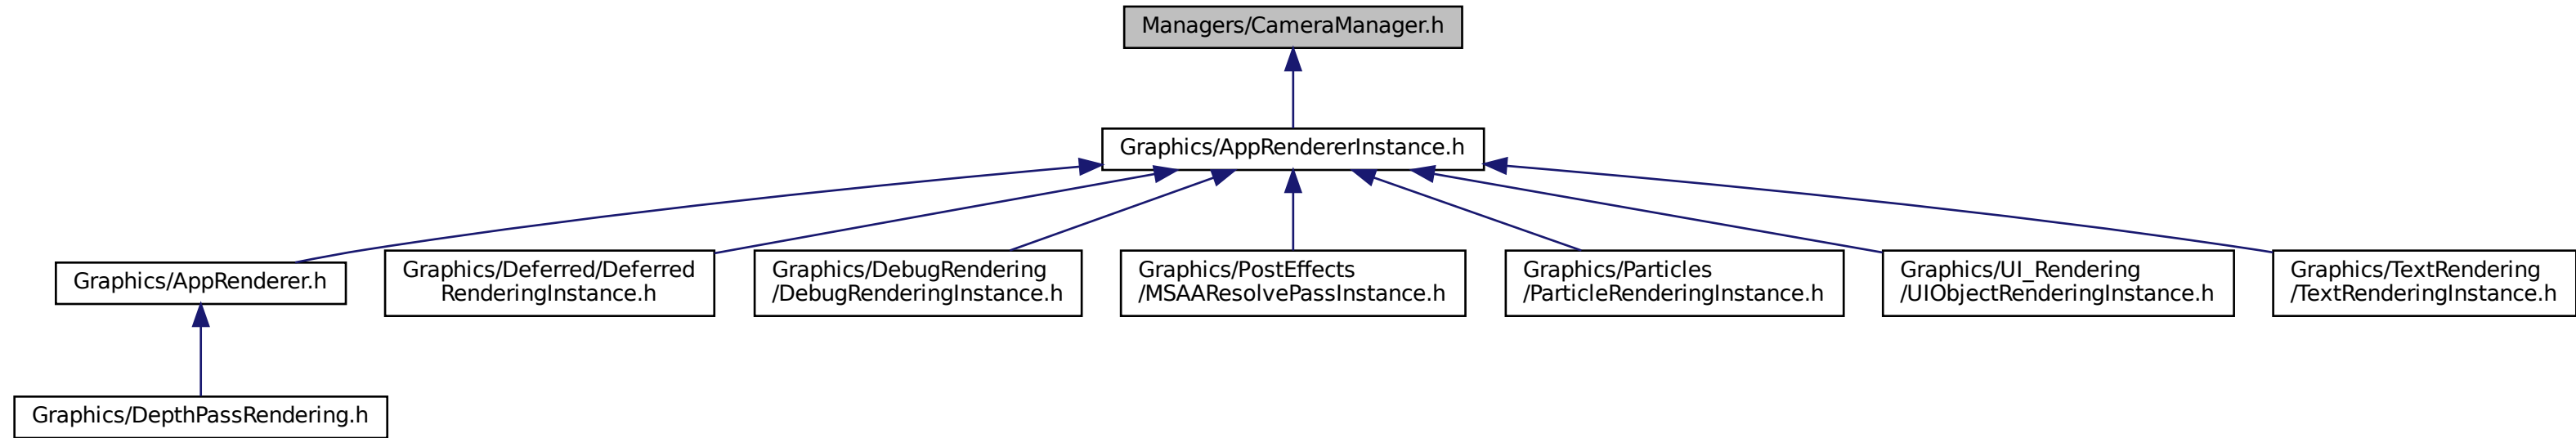 Managers/CameraManager.h
Graphics/AppRendererInstance.h
Graphics/AppRenderer.h
Graphics/Deferred/Deferred
RenderingInstance.h
Graphics/DebugRendering
/DebugRenderingInstance.h
Graphics/PostEffects
/MSAAResolvePassInstance.h
Graphics/Particles
/ParticleRenderingInstance.h
Graphics/UI_Rendering
/UIObjectRenderingInstance.h
Graphics/TextRendering
/TextRenderingInstance.h
Graphics/DepthPassRendering.h